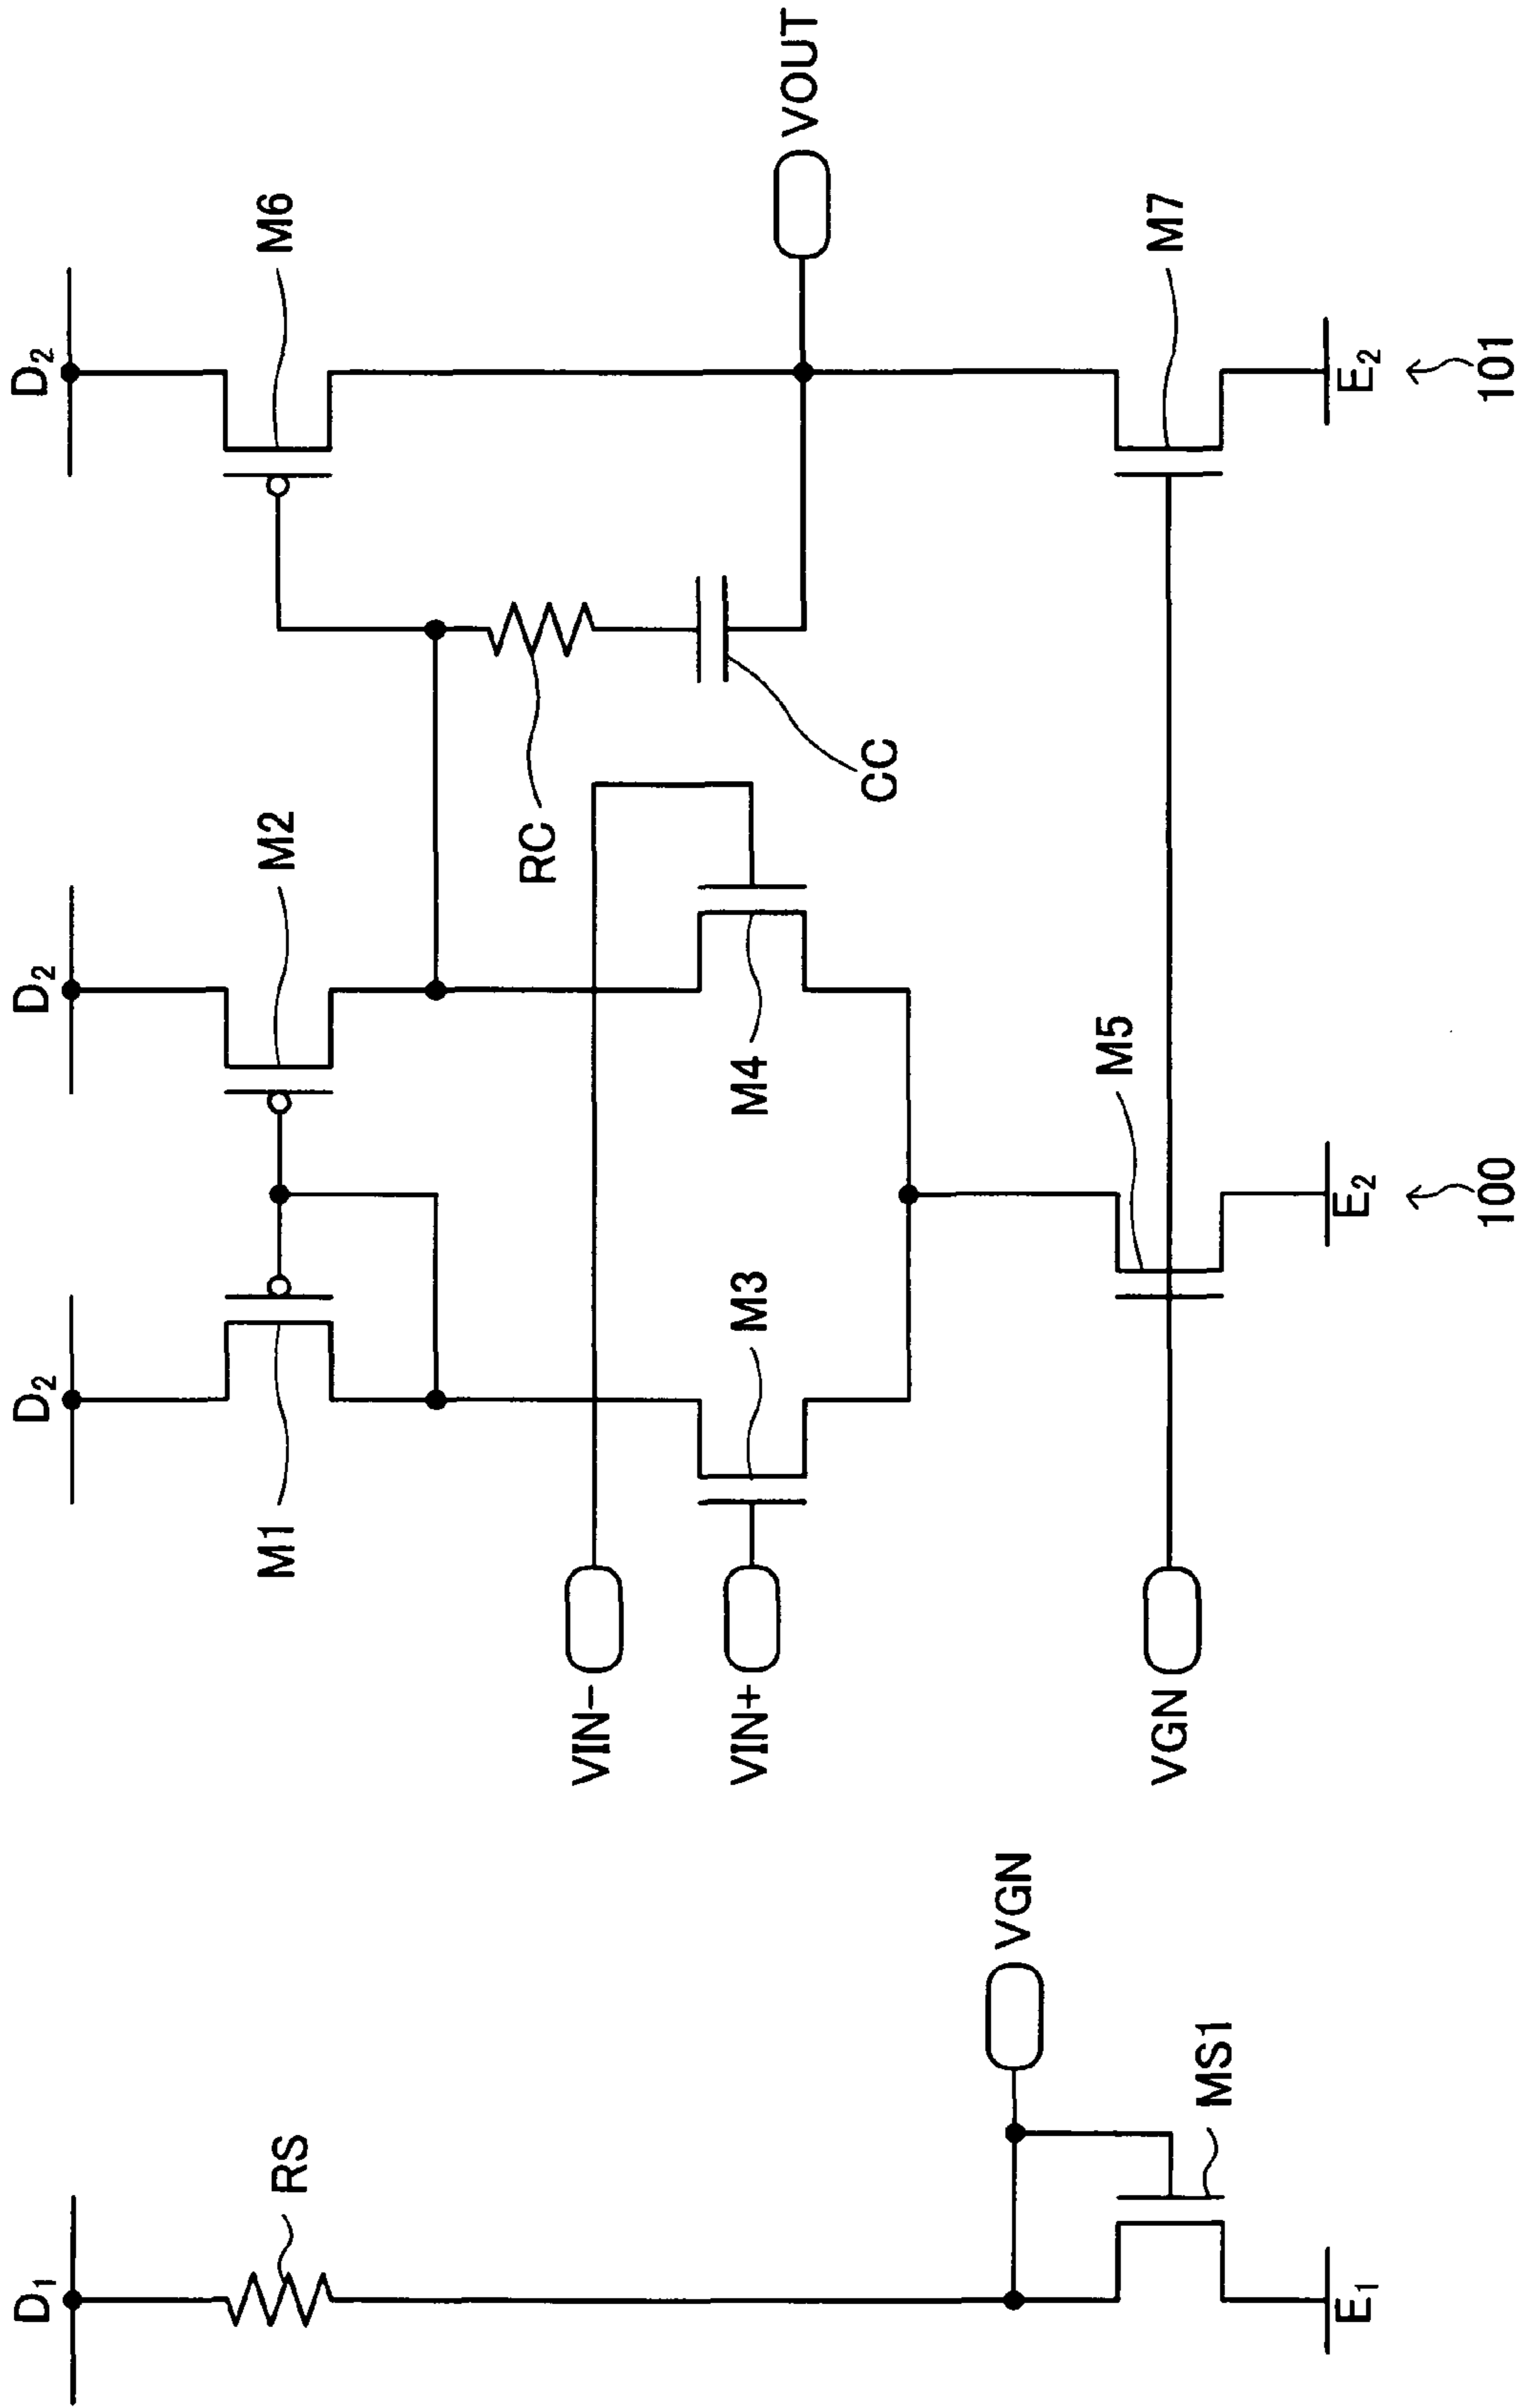 D₁
D₂
D₂
D₂
RS
M1
M2
M6
RC
VIN-
VIN+
M3
M4
CC
VOUT
VGN
VGN
M5
M7
MS1
E₁
E₂
E₂
100
101